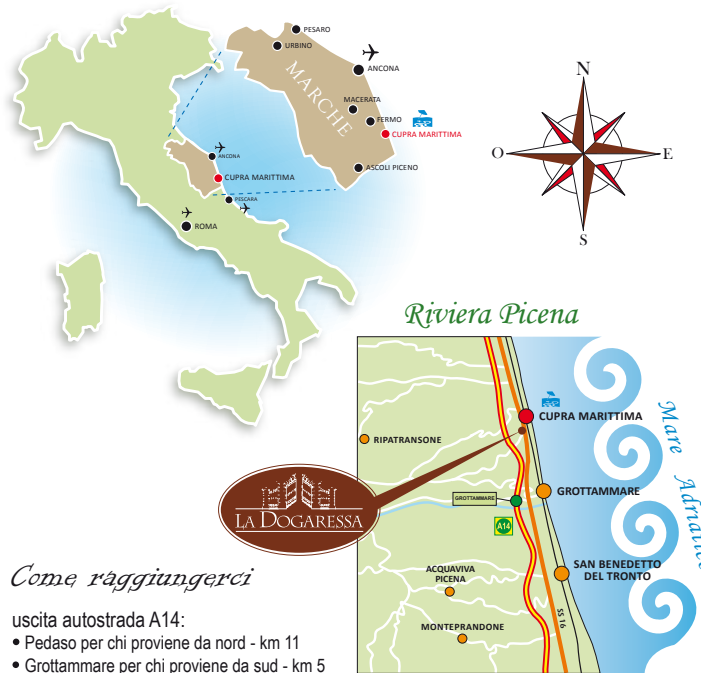 PESARO
URBINO
ANCONA
MARCHE
MACERATA
FERMO
CUPRA MARITTIMA
ASCOLI PICENO
ANCONA
CUPRA MARITTIMA
PESCARA
ROMA
N
O
E
S
Riviera Picena
CUPRA MARITTIMA
RIPATRANSONE
Mare Adriatico
GROTTAMMARE
GROTTAMMARE
A14
LA DOGARESSA
SAN BENEDETTO
DEL TRONTO
ACQUAVIVA
PICENA
SS 16
MONTEPRANDONE
Come raggiungerci
uscita autostrada A14:
• Pedaso per chi proviene da nord - km 11
• Grottammare per chi proviene da sud - km 5